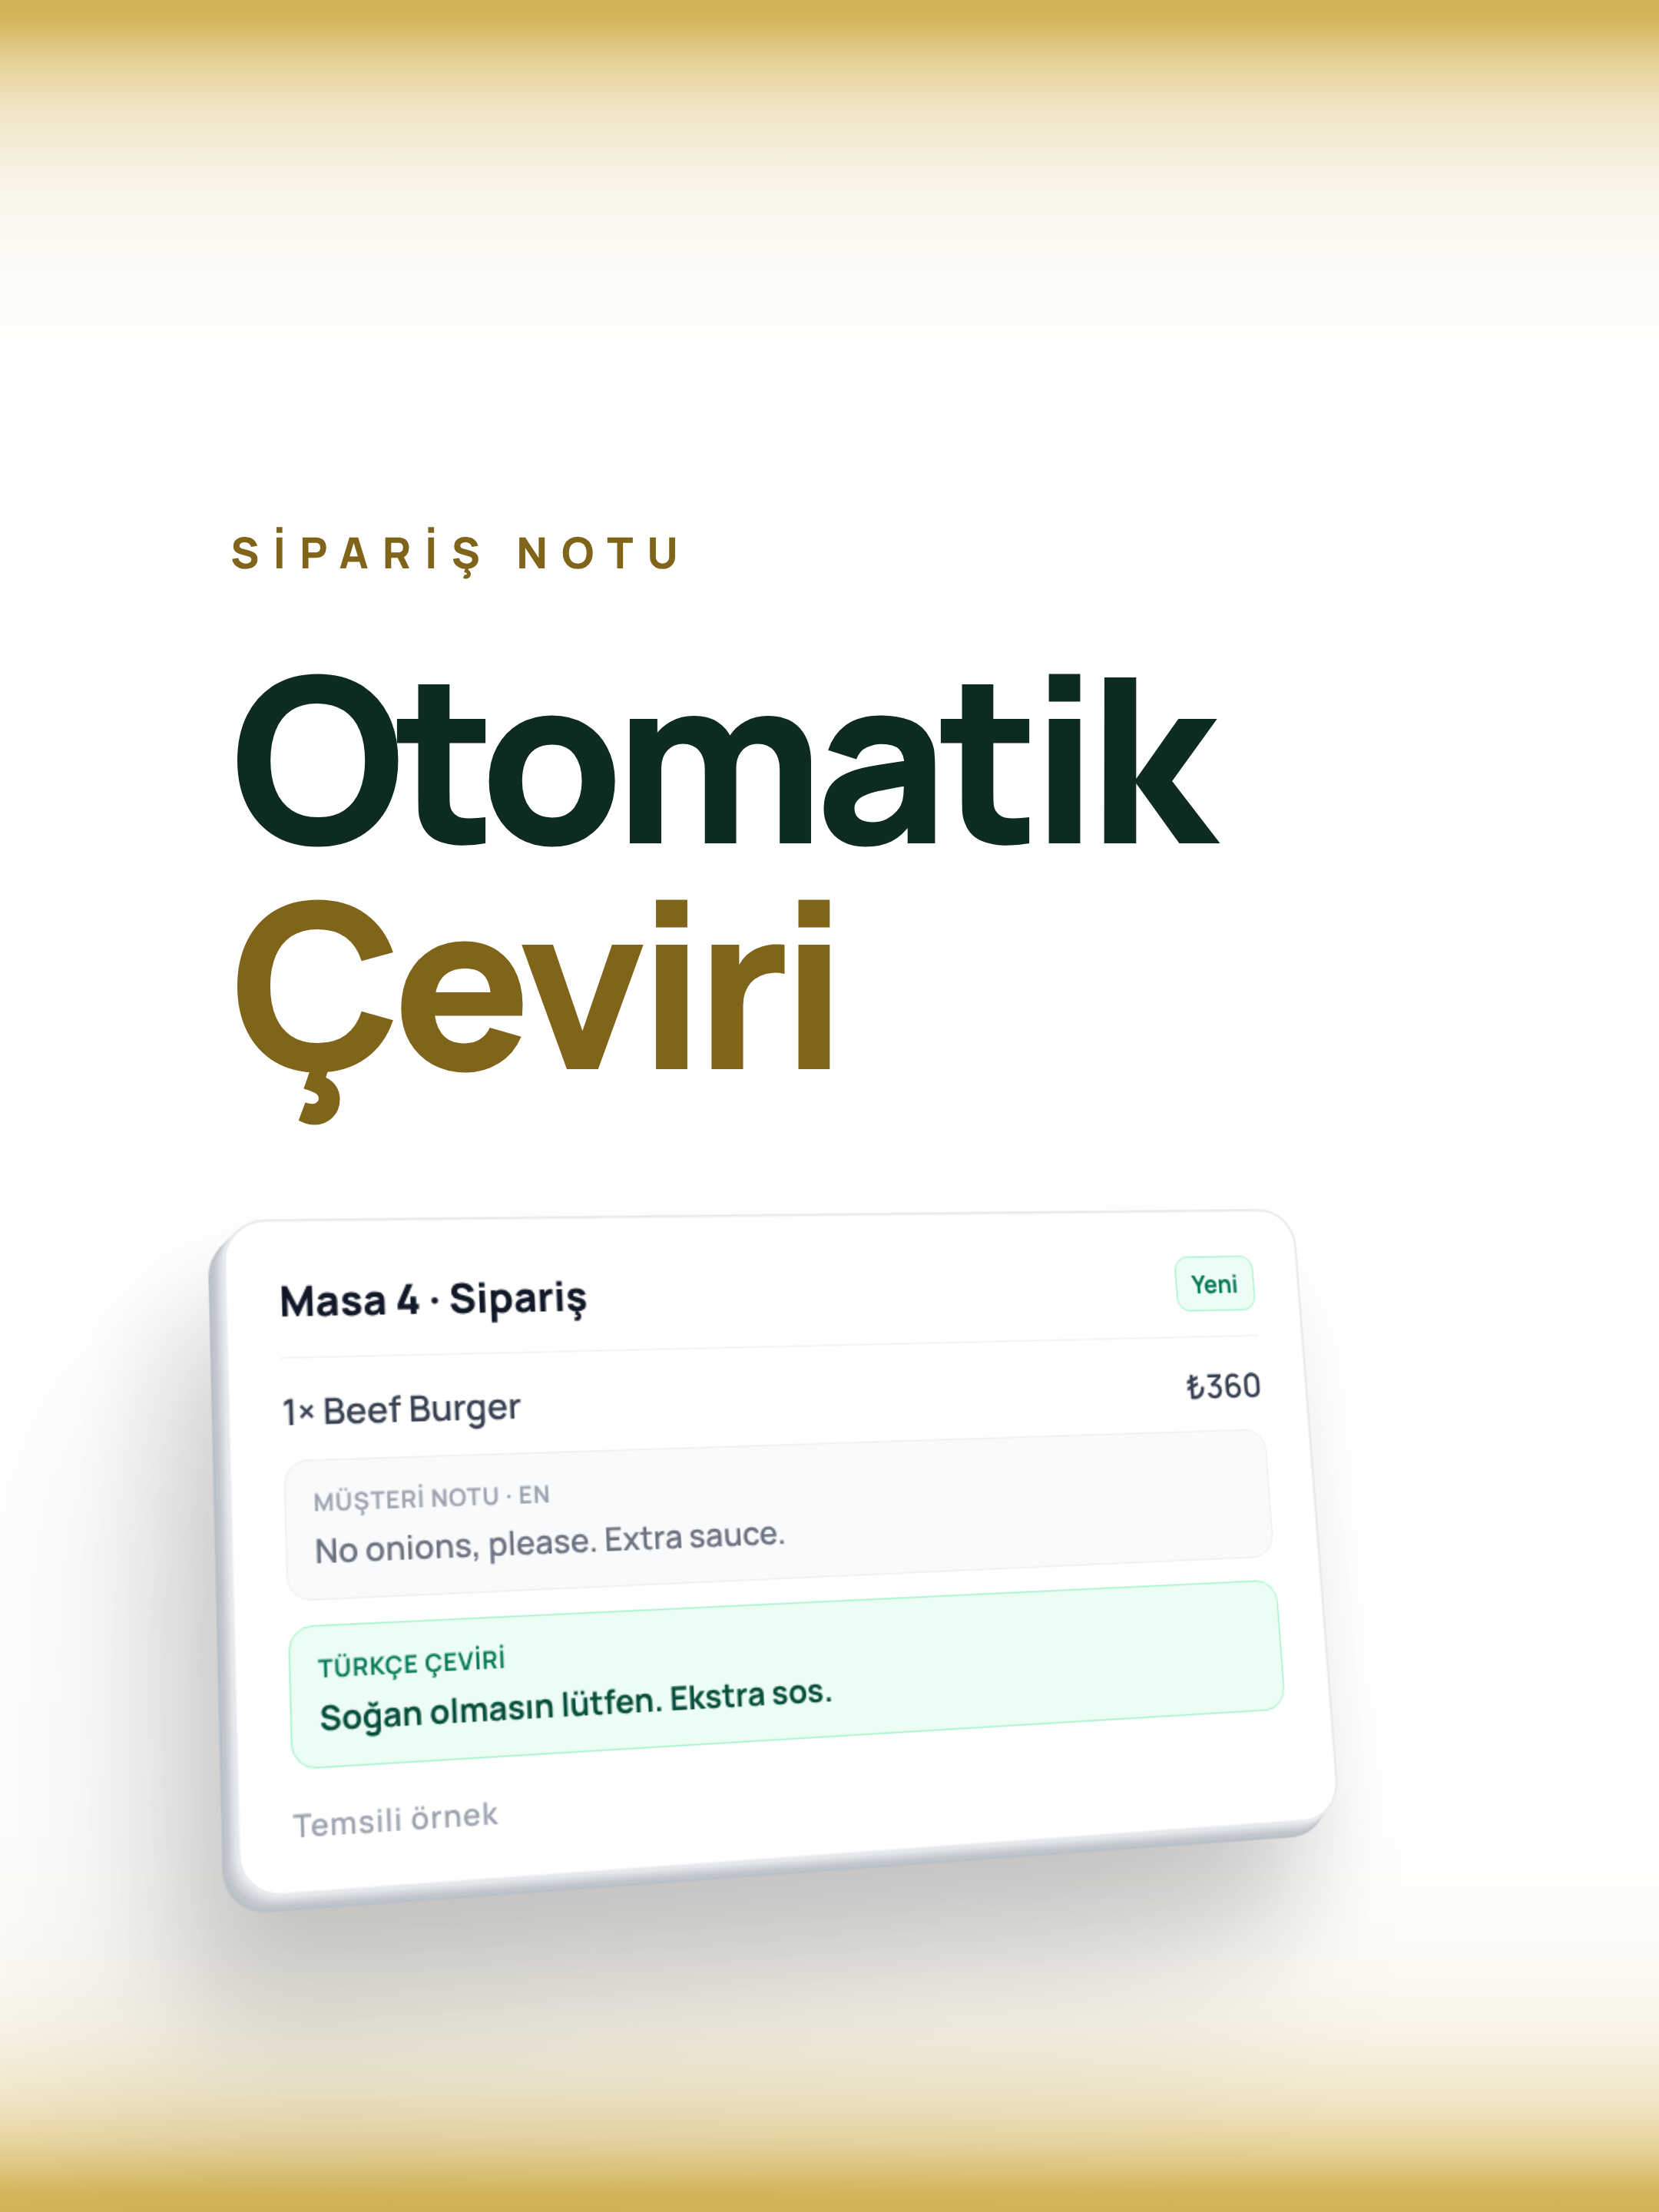 SİPARİŞ NOTU
Otomatik
Çeviri
Masa 4 · Sipariş
Yeni
1× Beef Burger
₺360
MÜŞTERİ NOTU · EN
No onions, please. Extra sauce.
TÜRKÇE ÇEVİRİ
Soğan olmasın lütfen. Ekstra sos.
Temsili örnek